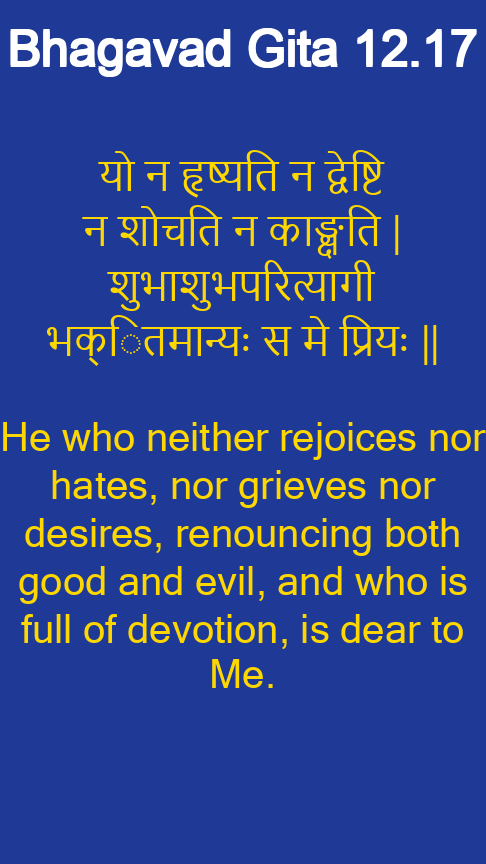 Bhagavad Gita 12.17
यो न हृष्यति न द्वेष्टि
न शोचति न काङ्क्षति |
शुभाशुभपरित्यागी
भक्ितमान्यः स मे प्रियः ||
He who neither rejoices nor
hates, nor grieves nor
desires, renouncing both
good and evil, and who is
full of devotion, is dear to
Me.